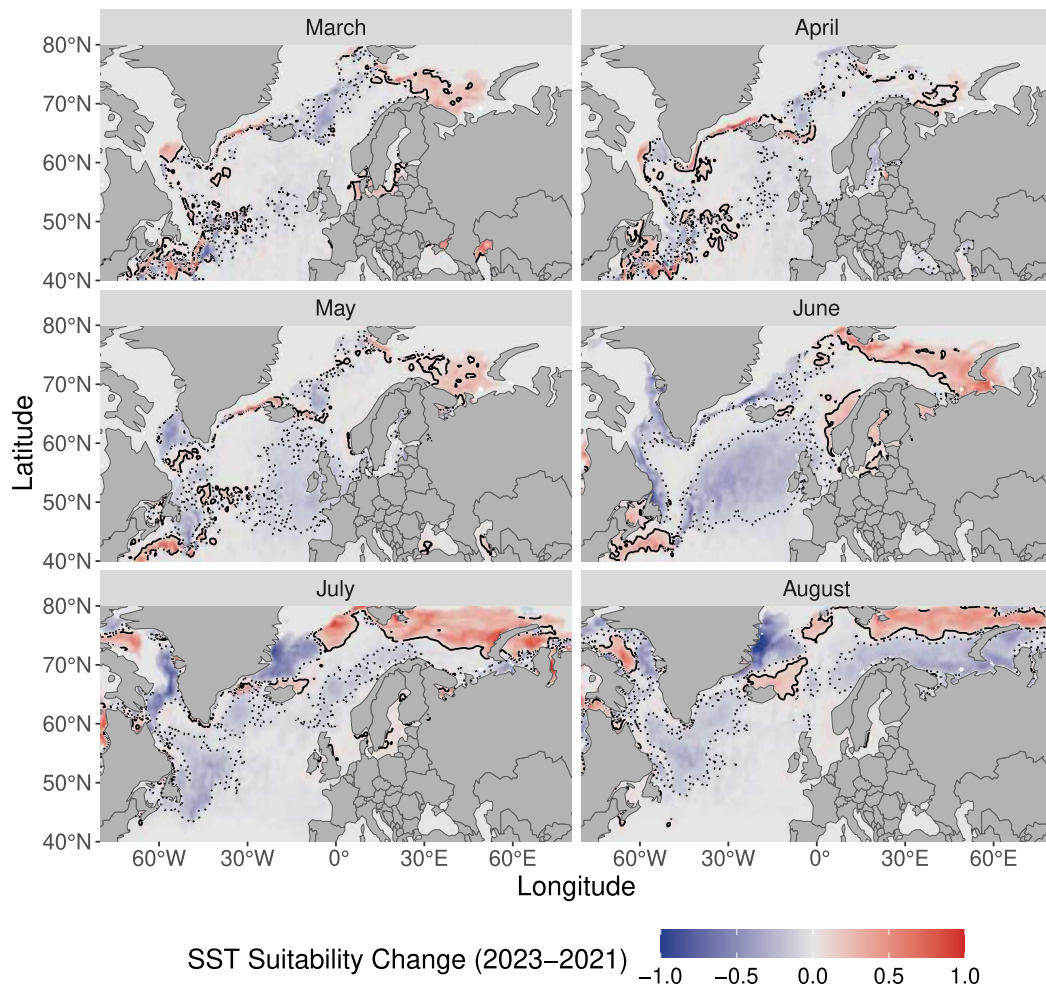 March
April
80°N
70°N
60°N
50°N
40°N
May
June
80°N
70°N
60°N
50°N
40°N
July
August
80°N
70°N
60°N
50°N
40°N
Latitude
60°W 30°W 0° 30°E 60°E
60°W 30°W 0° 30°E 60°E
Longitude
SST Suitability Change (2023−2021)
−1.0 −0.5 0.0 0.5 1.0